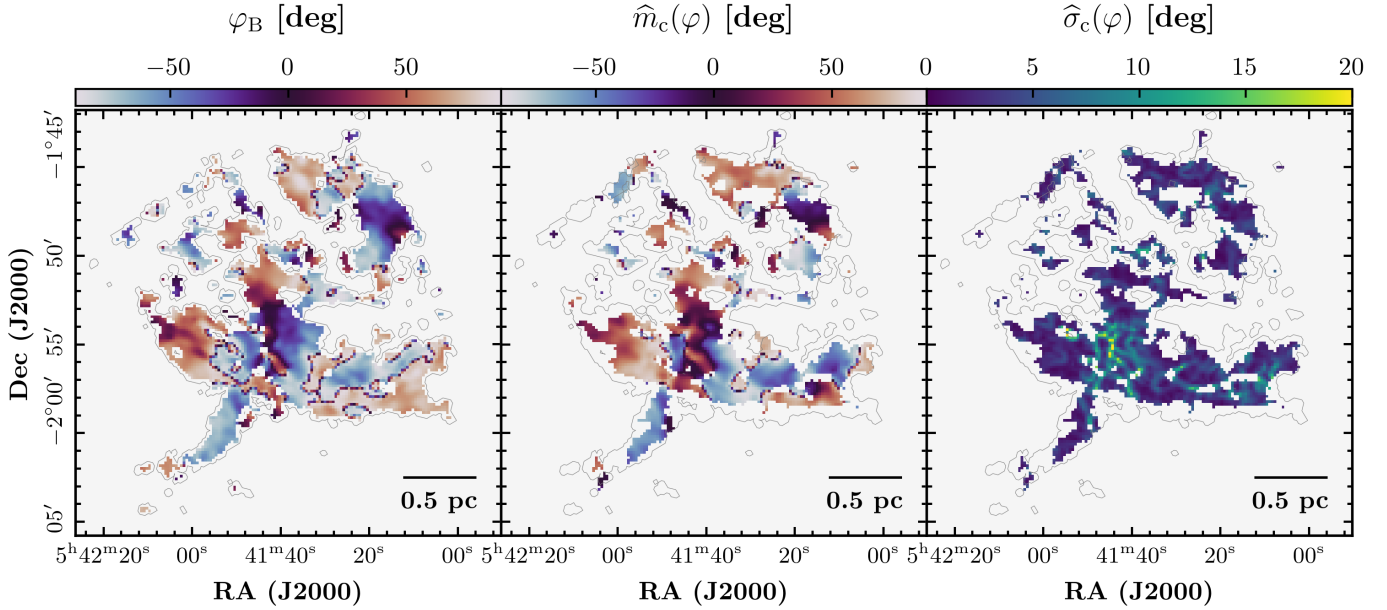 φ_B [deg]    m̂_c(φ) [deg]    σ̂_c(φ) [deg]
−50 0 50 −50 0 50 0 5 10 15 20
−1°45′
50′
55′
−2°00′
05′
Dec (J2000)
0.5 pc 0.5 pc 0.5 pc
5ʰ42ᵐ20ˢ 00ˢ 41ᵐ40ˢ 20ˢ 00ˢ 5ʰ42ᵐ20ˢ 00ˢ 41ᵐ40ˢ 20ˢ 00ˢ 5ʰ42ᵐ20ˢ 00ˢ 41ᵐ40ˢ 20ˢ 00ˢ
RA (J2000) RA (J2000) RA (J2000)